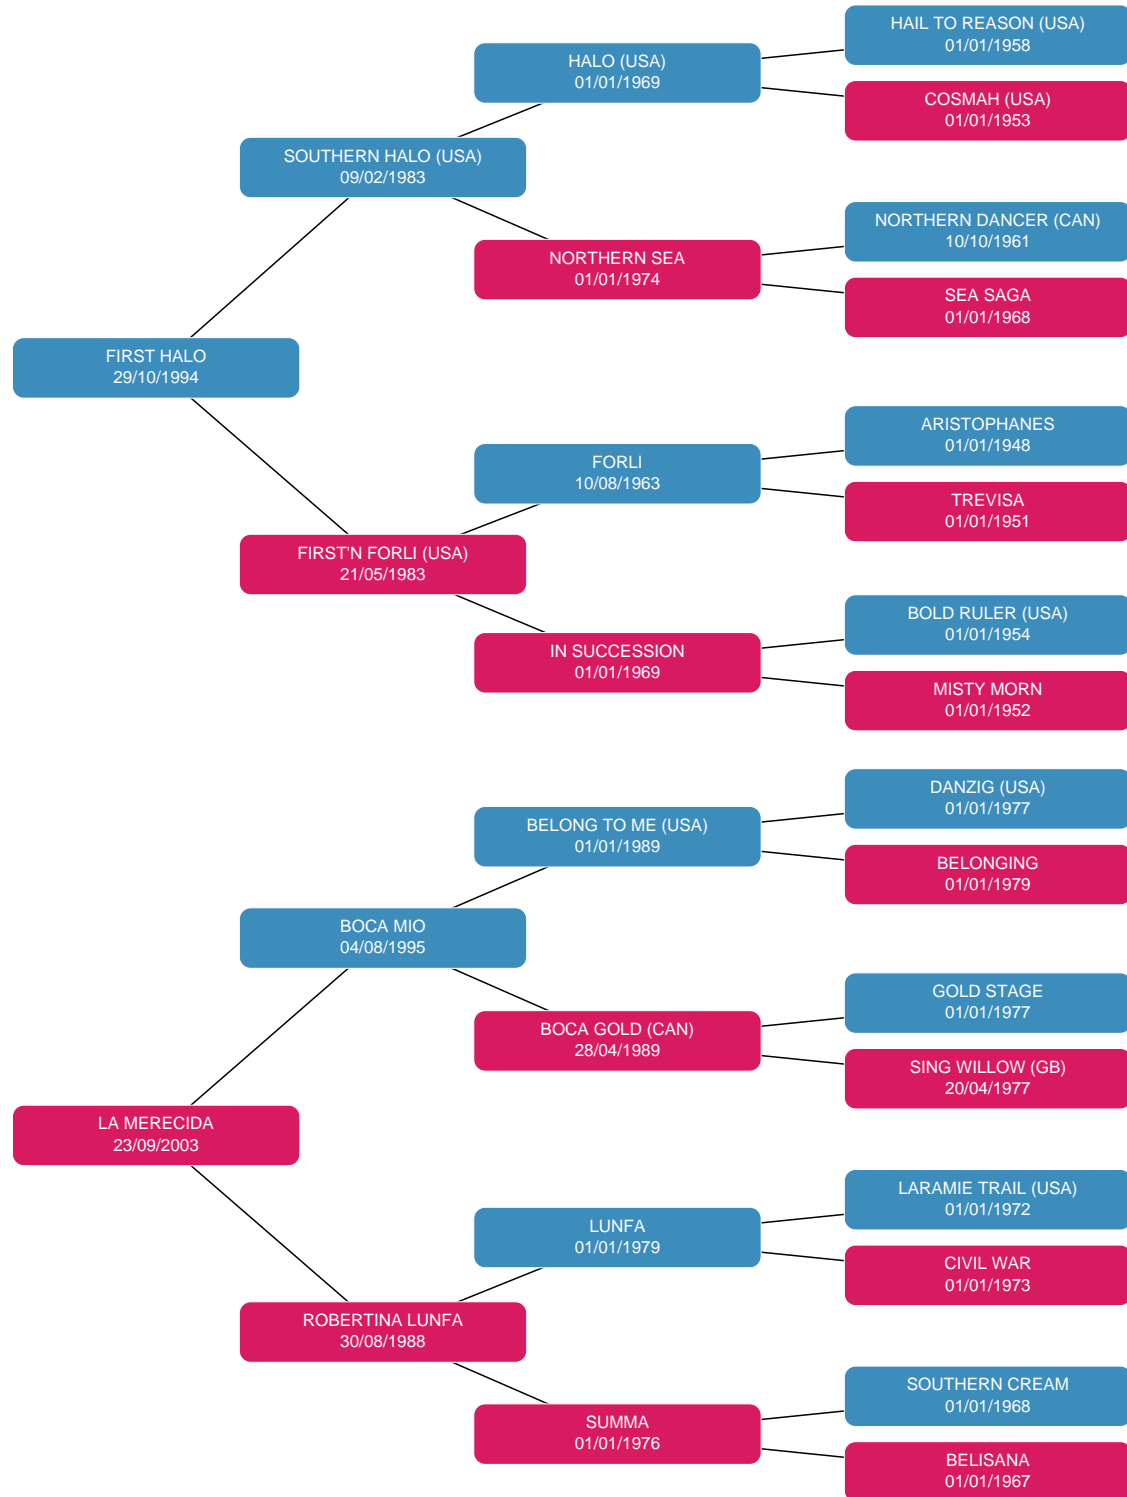 HAIL TO REASON (USA)
01/01/1958
HALO (USA)
01/01/1969
COSMAH (USA)
01/01/1953
SOUTHERN HALO (USA)
09/02/1983
NORTHERN DANCER (CAN)
10/10/1961
NORTHERN SEA
01/01/1974
SEA SAGA
01/01/1968
FIRST HALO
29/10/1994
ARISTOPHANES
01/01/1948
FORLI
10/08/1963
TREVISA
01/01/1951
FIRST'N FORLI (USA)
21/05/1983
BOLD RULER (USA)
01/01/1954
IN SUCCESSION
01/01/1969
MISTY MORN
01/01/1952
DANZIG (USA)
01/01/1977
BELONG TO ME (USA)
01/01/1989
BELONGING
01/01/1979
BOCA MIO
04/08/1995
GOLD STAGE
01/01/1977
BOCA GOLD (CAN)
28/04/1989
SING WILLOW (GB)
20/04/1977
LA MERECIDA
23/09/2003
LARAMIE TRAIL (USA)
01/01/1972
LUNFA
01/01/1979
CIVIL WAR
01/01/1973
ROBERTINA LUNFA
30/08/1988
SOUTHERN CREAM
01/01/1968
SUMMA
01/01/1976
BELISANA
01/01/1967